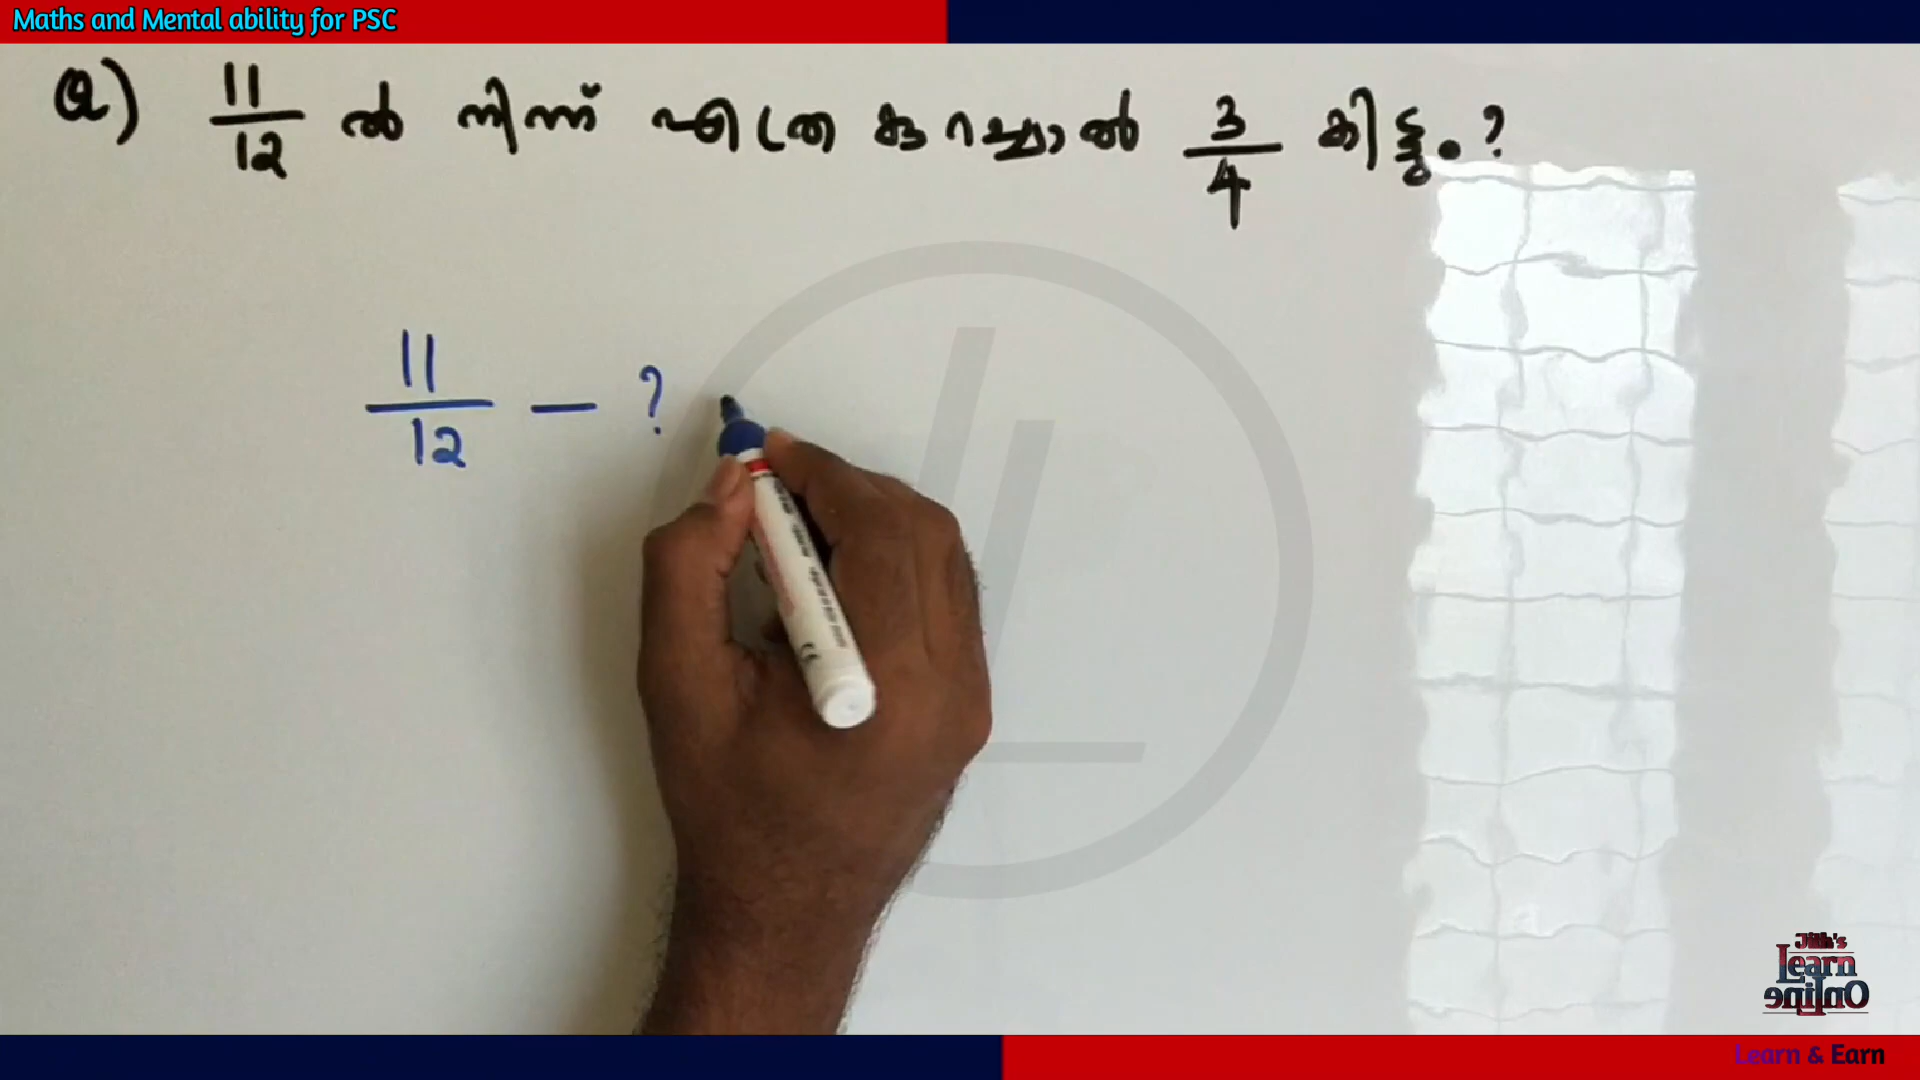 Maths and Mental ability for PSC
Q) 11/12 ൽ നിന്ന് എത്ര കുറച്ചാൽ 3/4 കിട്ടും?
11/12 — ?
Jith's
Learn
Online
Learn & Earn